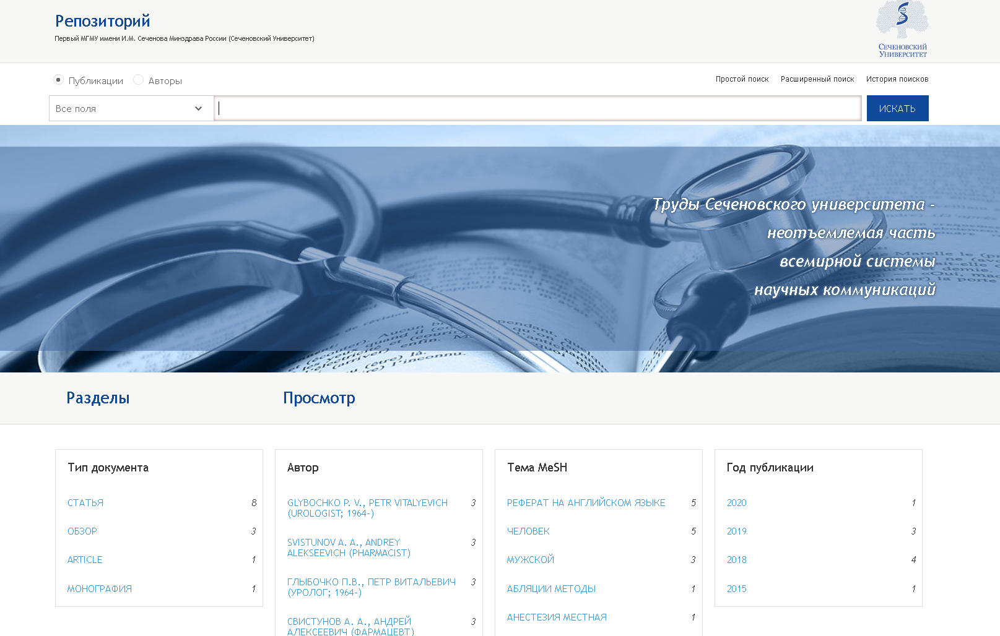 Репозиторий
Первый МГМУ имени И.М. Сеченова Минздрава России (Сеченовский Университет)
Сеченовский
Университет
Публикации
Авторы
Простой поиск
Расширенный поиск
История поисков
Все поля
ИСКАТЬ
Труды Сеченовского университета -
неотъемлемая часть
всемирной системы
научных коммуникаций
Разделы
Просмотр
Тип документа
СТАТЬЯ 8
ОБЗОР 3
ARTICLE 1
МОНОГРАФИЯ 1
Автор
GLYBOCHKO P. V., PETR VITALYEVICH 3
(UROLOGIST; 1964-)
SVISTUNOV A. A., ANDREY 3
ALEKSEEVICH (PHARMACIST)
ГЛЫБОЧКО П.В., ПЕТР ВИТАЛЬЕВИЧ 3
(УРОЛОГ; 1964-)
СВИСТУНОВ А. А., АНДРЕЙ 3
АЛЕКСЕЕВИЧ (ФАРМАЦЕВТ)
Тема MeSH
РЕФЕРАТ НА АНГЛИЙСКОМ ЯЗЫКЕ 5
ЧЕЛОВЕК 5
МУЖСКОЙ 3
АБЛЯЦИИ МЕТОДЫ 1
АНЕСТЕЗИЯ МЕСТНАЯ 1
Год публикации
2020 1
2019 3
2018 4
2015 1